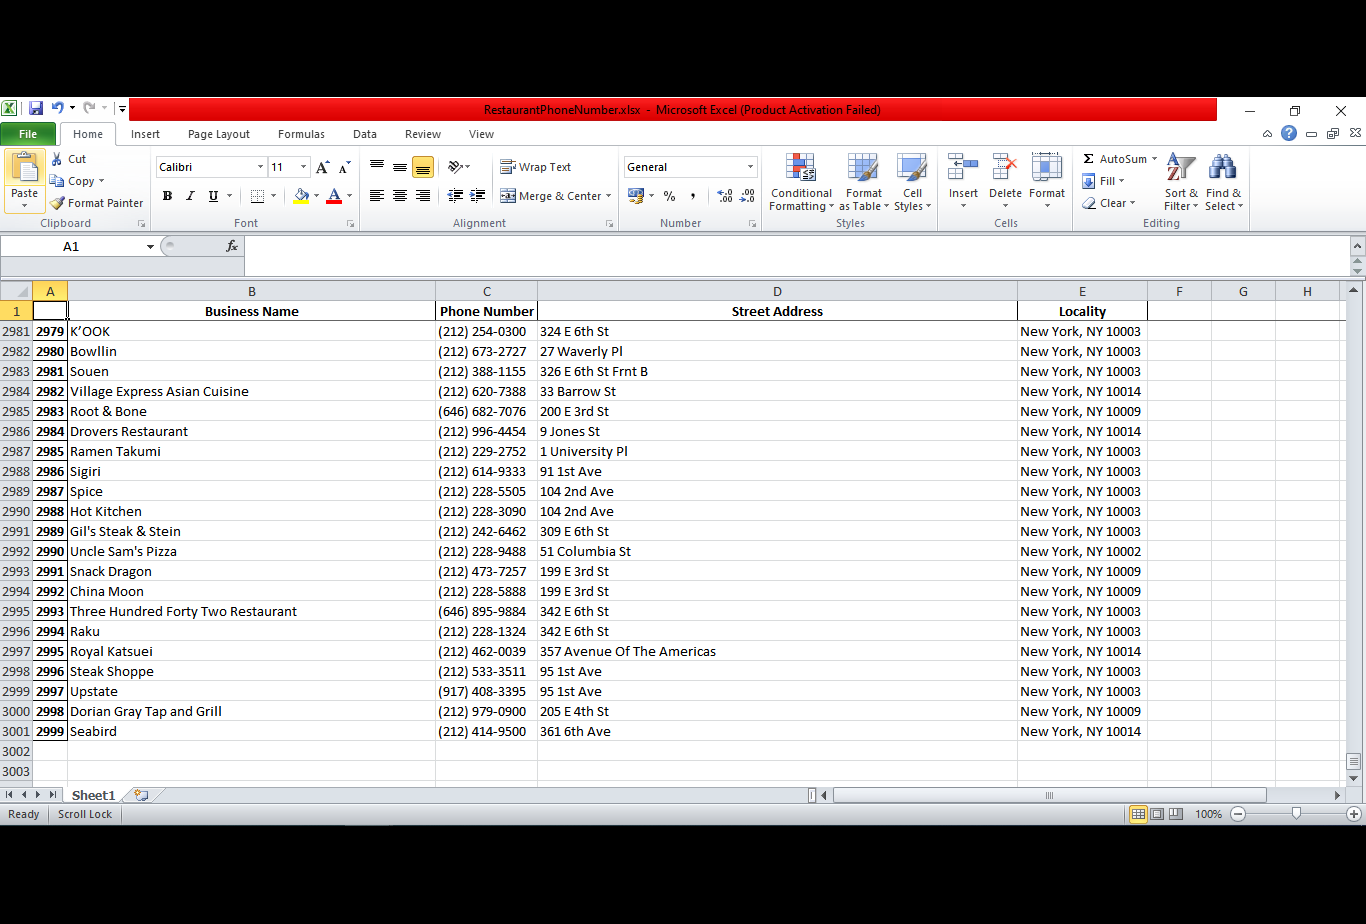 RestaurantPhoneNumber.xlsx - Microsoft Excel (Product Activation Failed)
File Home Insert Page Layout Formulas Data Review View
Paste Cut Copy Format Painter Clipboard
Calibri 11 B I U Font
Wrap Text Merge & Center Alignment
General % , Number
Conditional Formatting Format as Table Cell Styles Styles
Insert Delete Format Cells
AutoSum Fill Clear Sort & Filter Find & Select Editing
A1 fx
A B C D E F G H
1 Business Name Phone Number Street Address Locality
2981 2979 K’OOK (212) 254-0300 324 E 6th St New York, NY 10003
2982 2980 Bowllin (212) 673-2727 27 Waverly Pl New York, NY 10003
2983 2981 Souen (212) 388-1155 326 E 6th St Frnt B New York, NY 10003
2984 2982 Village Express Asian Cuisine (212) 620-7388 33 Barrow St New York, NY 10014
2985 2983 Root & Bone (646) 682-7076 200 E 3rd St New York, NY 10009
2986 2984 Drovers Restaurant (212) 996-4454 9 Jones St New York, NY 10014
2987 2985 Ramen Takumi (212) 229-2752 1 University Pl New York, NY 10003
2988 2986 Sigiri (212) 614-9333 91 1st Ave New York, NY 10003
2989 2987 Spice (212) 228-5505 104 2nd Ave New York, NY 10003
2990 2988 Hot Kitchen (212) 228-3090 104 2nd Ave New York, NY 10003
2991 2989 Gil's Steak & Stein (212) 242-6462 309 E 6th St New York, NY 10003
2992 2990 Uncle Sam's Pizza (212) 228-9488 51 Columbia St New York, NY 10002
2993 2991 Snack Dragon (212) 473-7257 199 E 3rd St New York, NY 10009
2994 2992 China Moon (212) 228-5888 199 E 3rd St New York, NY 10009
2995 2993 Three Hundred Forty Two Restaurant (646) 895-9884 342 E 6th St New York, NY 10003
2996 2994 Raku (212) 228-1324 342 E 6th St New York, NY 10003
2997 2995 Royal Katsuei (212) 462-0039 357 Avenue Of The Americas New York, NY 10014
2998 2996 Steak Shoppe (212) 533-3511 95 1st Ave New York, NY 10003
2999 2997 Upstate (917) 408-3395 95 1st Ave New York, NY 10003
3000 2998 Dorian Gray Tap and Grill (212) 979-0900 205 E 4th St New York, NY 10009
3001 2999 Seabird (212) 414-9500 361 6th Ave New York, NY 10014
3002
3003
Sheet1
Ready Scroll Lock 100%